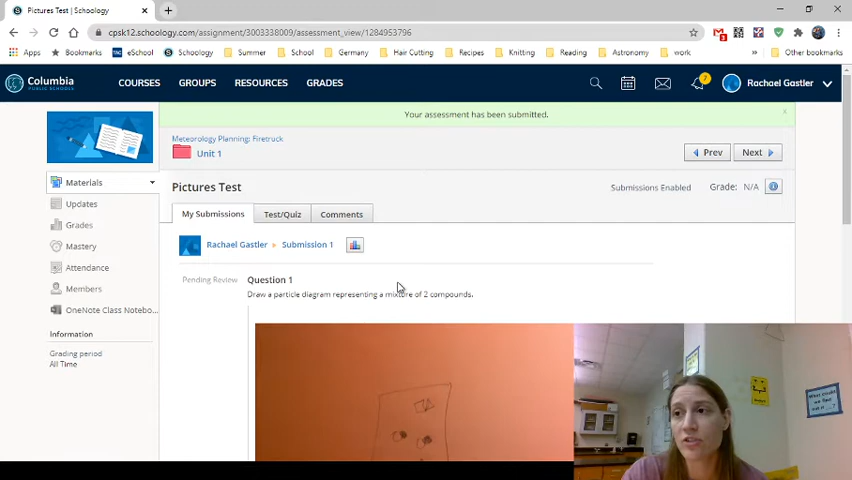 Pictures Test | Schoology
cpsk12.schoology.com/assignment/3003338009/assessment_view/1284953796
Apps Bookmarks eSchool Schoology Summer School Germany Hair Cutting Recipes Knitting Reading Astronomy work Other bookmarks
Columbia
PUBLIC SCHOOLS
COURSES GROUPS RESOURCES GRADES
7
Rachael Gastler
Your assessment has been submitted.
x
Meteorology Planning: Firetruck
Unit 1
Prev Next
Materials
Pictures Test
Submissions Enabled Grade: N/A
Updates
My Submissions Test/Quiz Comments
Grades
Mastery
Rachael Gastler Submission 1
Attendance
Pending Review Question 1
Members
Draw a particle diagram representing a mixture of 2 compounds.
OneNote Class Notebo...
Information
Grading period
All Time
What could